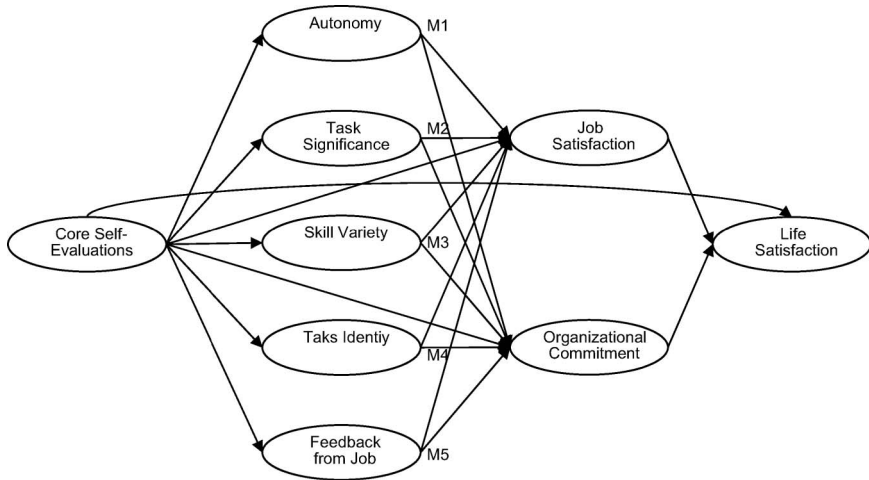 Autonomy
M1
Task
Significance
M2
Job
Satisfaction
Core Self-
Evaluations
Skill Variety
M3
Life
Satisfaction
Taks Identiy
M4
Organizational
Commitment
Feedback
from Job
M5